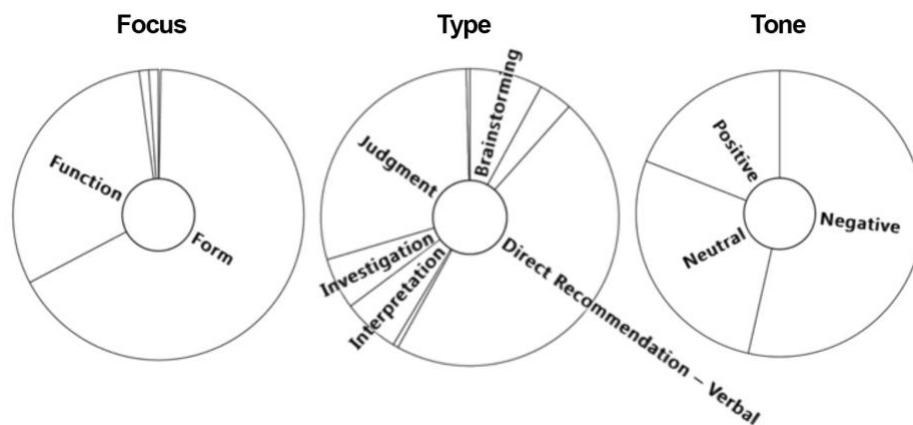 Focus
Type
Tone
Function
Form
Brainstorming
Judgment
Investigation
Interpretation
Direct Recommendation – Verbal
Positive
Neutral
Negative